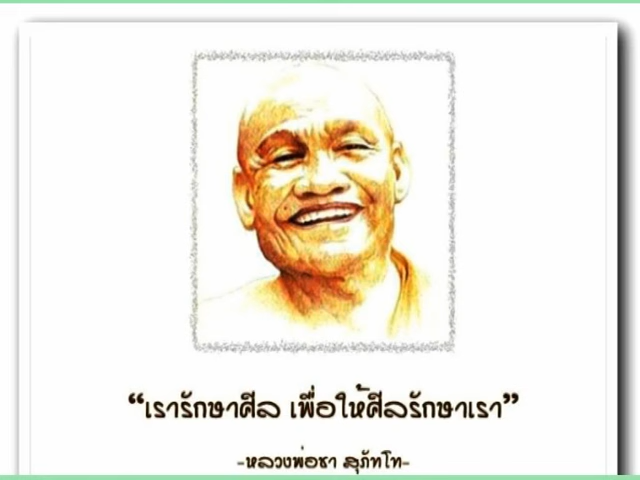 “เรารักษาศีล เพื่อให้ศีลรักษาเรา”
-หลวงพ่อชา สุภัทโท-